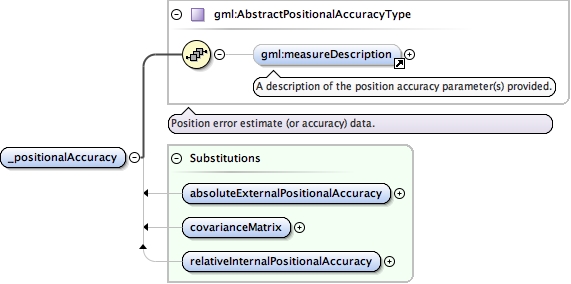 gml:AbstractPositionalAccuracyType
gml:measureDescription
A description of the position accuracy parameter(s) provided.
Position error estimate (or accuracy) data.
_positionalAccuracy
Substitutions
absoluteExternalPositionalAccuracy
covarianceMatrix
relativeInternalPositionalAccuracy